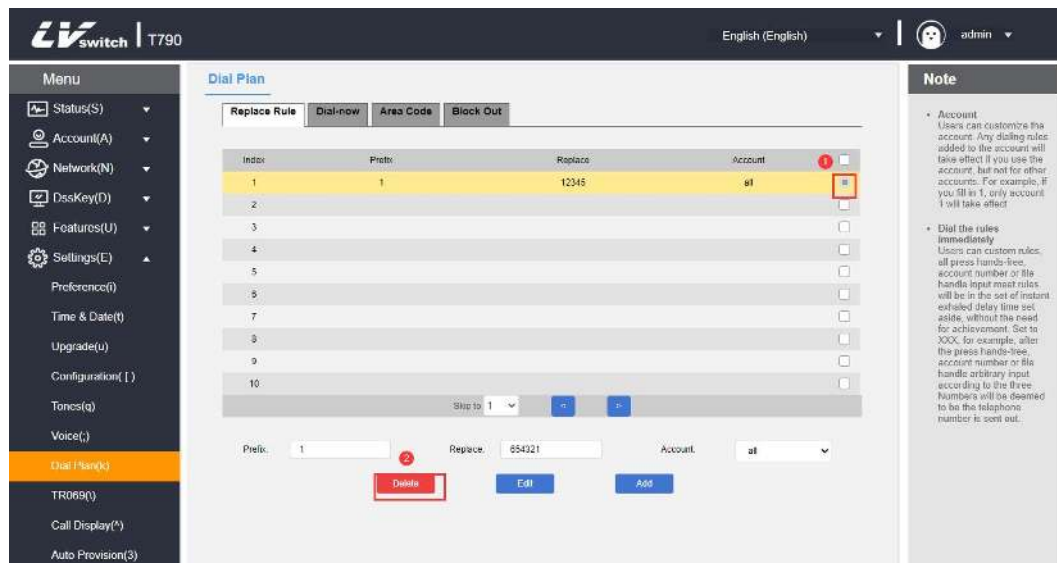 LVswitch | T790
English (English)
admin
Menu
Status(S)
Account(A)
Network(N)
DssKey(D)
Features(U)
Settings(E)
Preference(i)
Time & Date(t)
Upgrade(u)
Configuration( [ )
Tones(q)
Voice(;)
Dial Plan(k)
TR069(\)
Call Display(^)
Auto Provision(3)
Dial Plan
Replace Rule Dial-now Area Code Block Out
Index Prefix Replace Account 1
1 1 12345 all
2
3
4
5
6
7
8
9
10
Skip to 1
Prefix. 1 Replace. 654321 Account. all
2
Delete Edit Add
Note
• Account
Users can customize the
account. Any dialing rules
added to the account will
take effect if you use the
account, but not for other
accounts. For example, if
you fill in 1, only account
1 will take effect
• Dial the rules
immediately
Users can custom rules,
all press hands-free,
account number or file
handle input meet rules
will be in the set of instant
exhaled delay time set
aside, without the need
for achievement. Set to
XXX, for example, after
the press hands-free,
account number or file
handle arbitrary input
according to the three
Numbers will be deemed
to be the telephone
number is sent out.